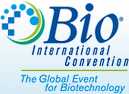 Bio
International
Convention
The Global Event
for Biotechnology